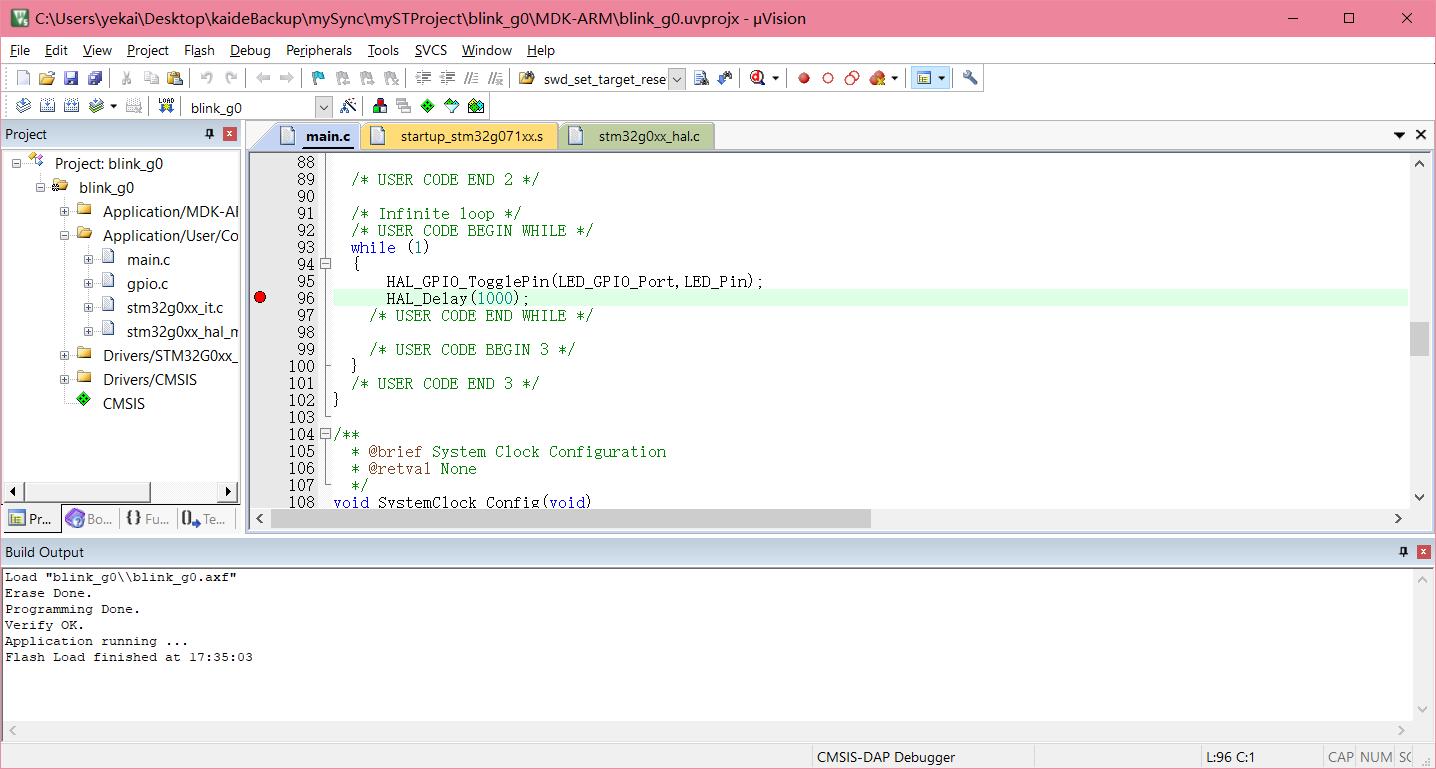 C:\Users\yekai\Desktop\kaideBackup\mySync\mySTProject\blink_g0\MDK-ARM\blink_g0.uvprojx - µVision
File Edit View Project Flash Debug Peripherals Tools SVCS Window Help
swd_set_target_rese
LOAD blink_g0
Project
Project: blink_g0
blink_g0
Application/MDK-AI
Application/User/Co
main.c
gpio.c
stm32g0xx_it.c
stm32g0xx_hal_m
Drivers/STM32G0xx_
Drivers/CMSIS
CMSIS
Pr... Bo... {} Fu... Te...
main.c startup_stm32g071xx.s stm32g0xx_hal.c
88
89 /* USER CODE END 2 */
90
91 /* Infinite loop */
92 /* USER CODE BEGIN WHILE */
93 while (1)
94 {
95 HAL_GPIO_TogglePin(LED_GPIO_Port,LED_Pin);
96 HAL_Delay(1000);
97 /* USER CODE END WHILE */
98
99 /* USER CODE BEGIN 3 */
100 }
101 /* USER CODE END 3 */
102 }
103
104 /**
105 * @brief System Clock Configuration
106 * @retval None
107 */
108 void SystemClock_Config(void)
Build Output
Load "blink_g0\\blink_g0.axf"
Erase Done.
Programming Done.
Verify OK.
Application running ...
Flash Load finished at 17:35:03
CMSIS-DAP Debugger L:96 C:1 CAP NUM SC